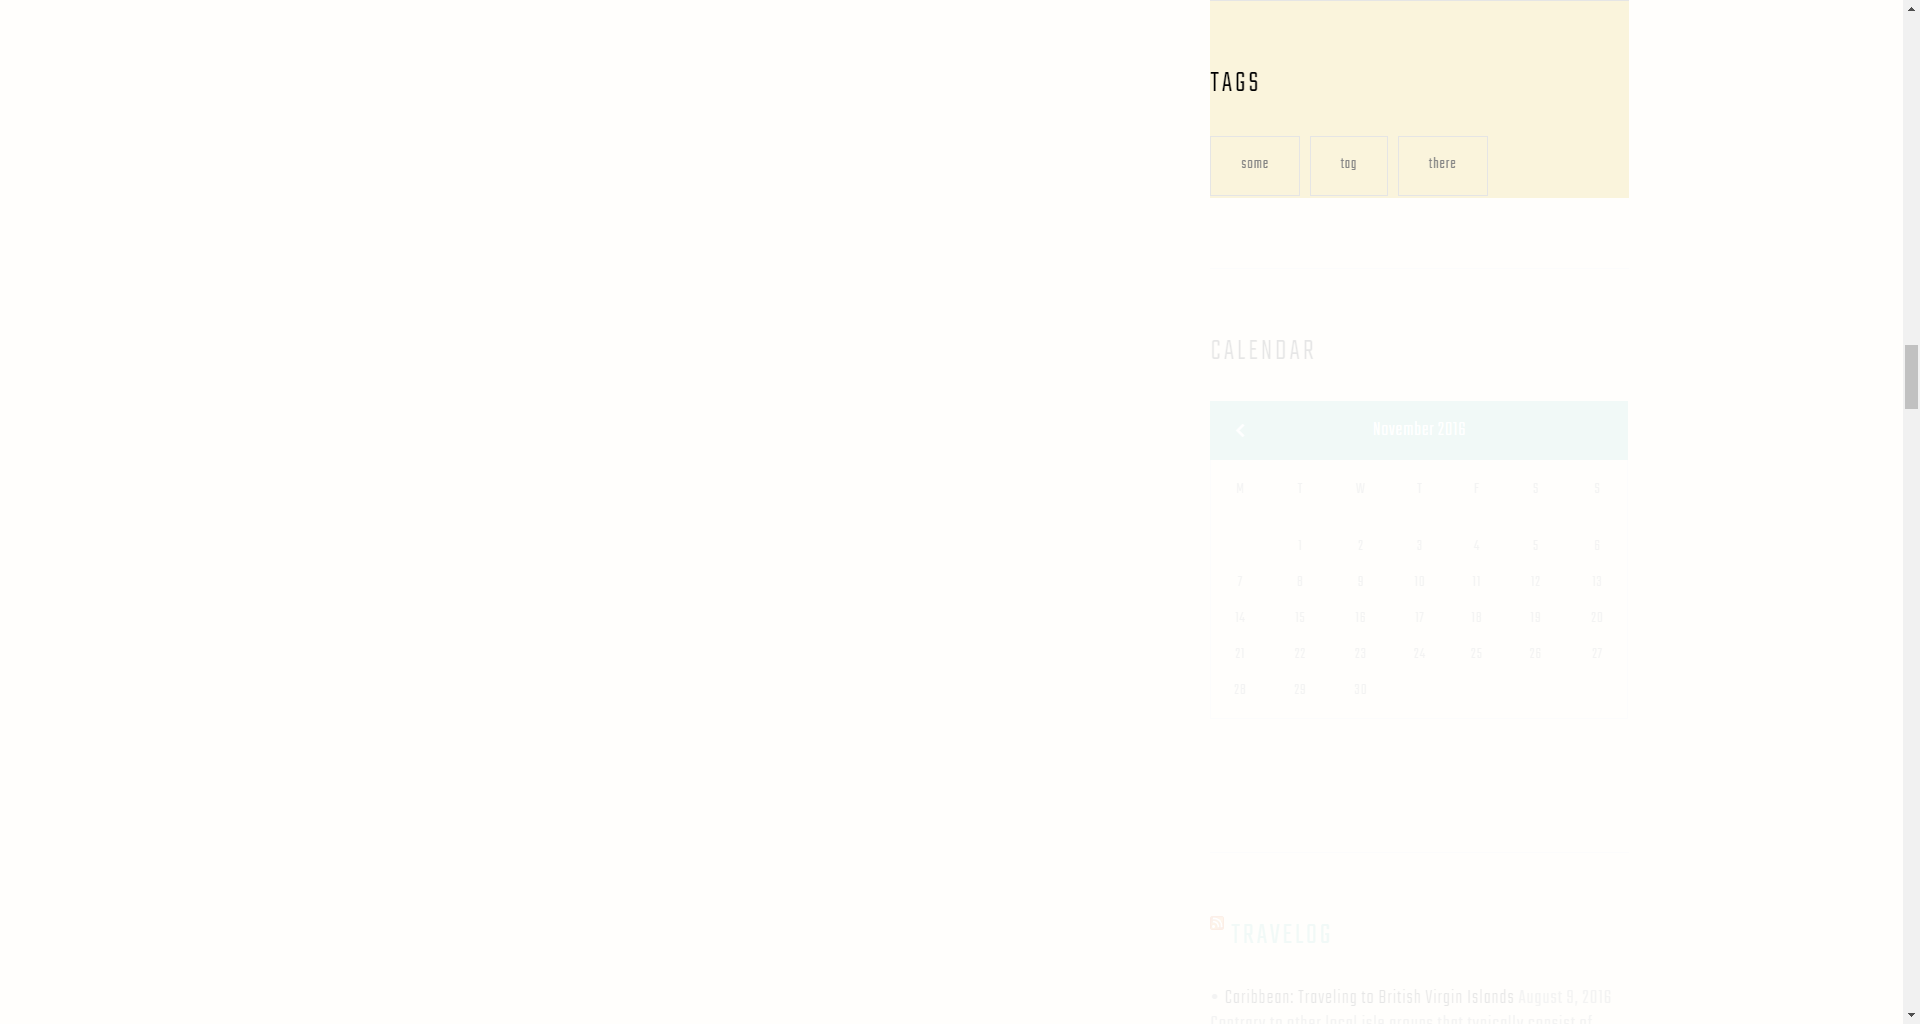 TAGS
some tag there
CALENDAR
November 2016
M T W T F S S
1 2 3 4 5 6
7 8 9 10 11 12 13
14 15 16 17 18 19 20
21 22 23 24 25 26 27
28 29 30
TRAVELOG
• Caribbean: Traveling to British Virgin Islands August 9, 2016
Contrary to other local isle groups that typically consist of